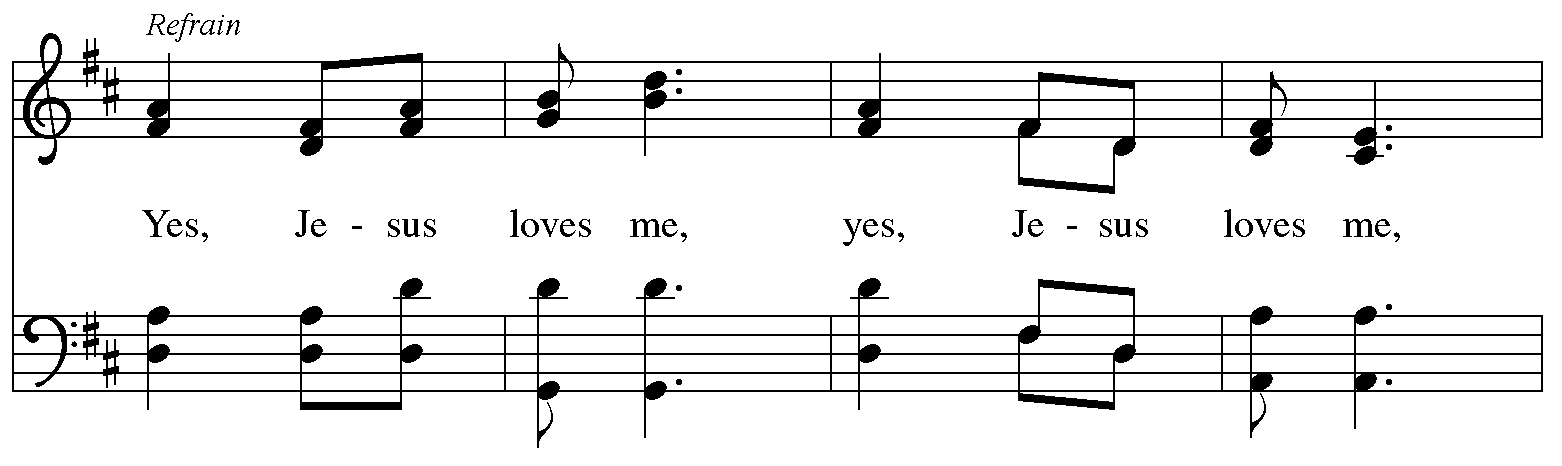 Refrain
Yes, Je - sus loves me, yes, Je - sus loves me,